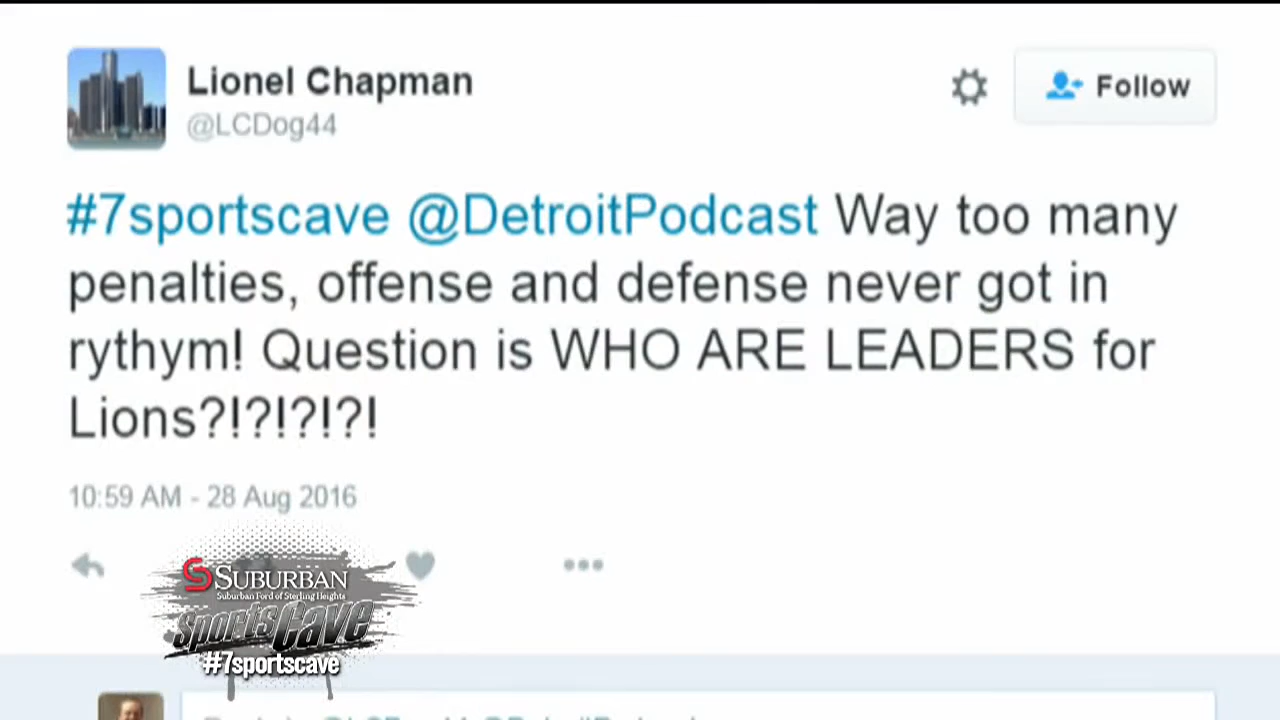 Lionel Chapman
@LCDog44
Follow
#7sportscave @DetroitPodcast Way too many
penalties, offense and defense never got in
rythym! Question is WHO ARE LEADERS for
Lions?!?!?!?!
10:59 AM - 28 Aug 2016
SUBURBAN
Suburban Ford of Sterling Heights
SportsCave
#7sportscave